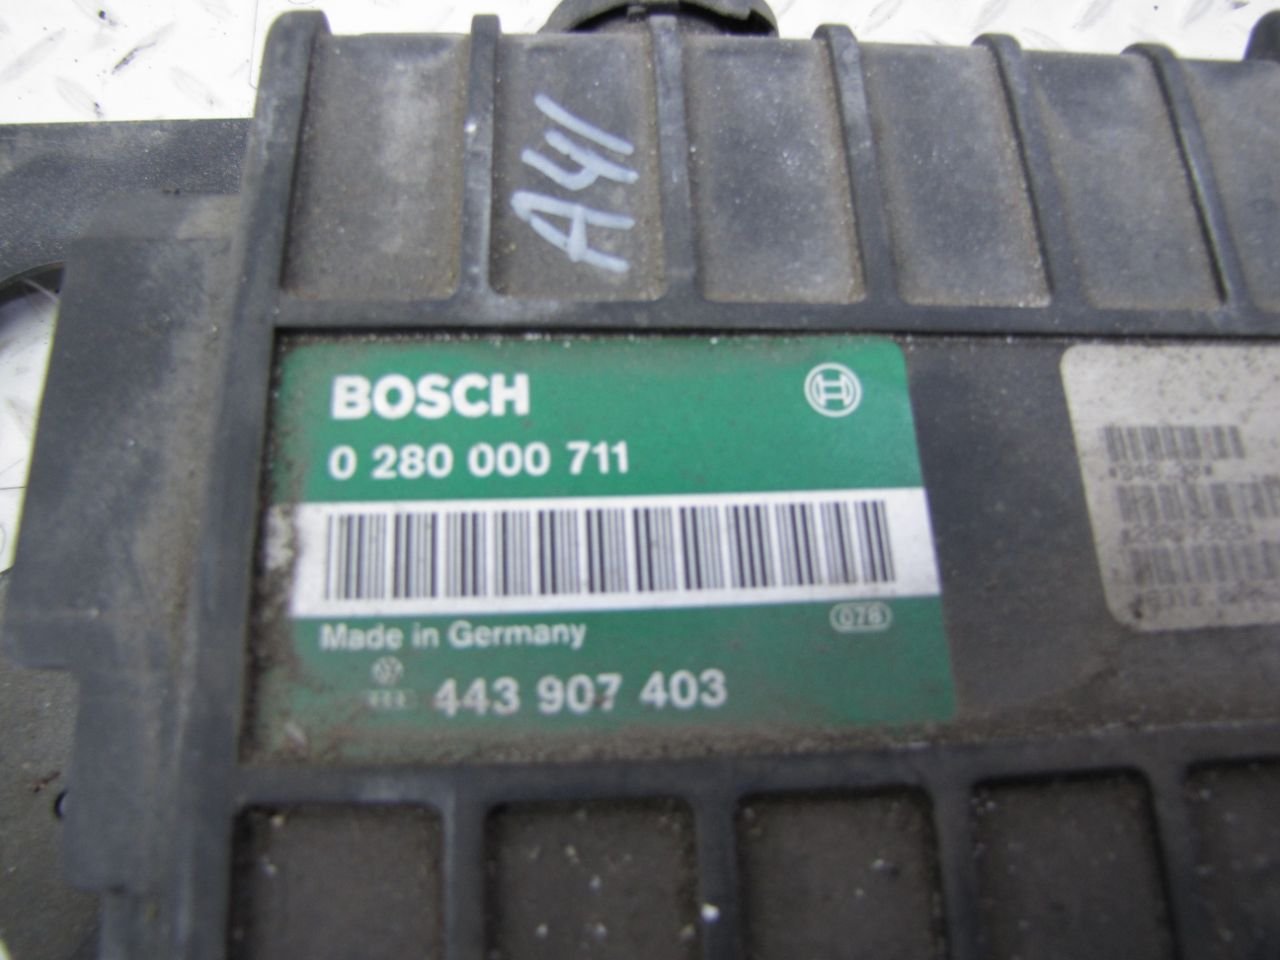 A41
BOSCH
0 280 000 711
Made in Germany
076
443 907 403